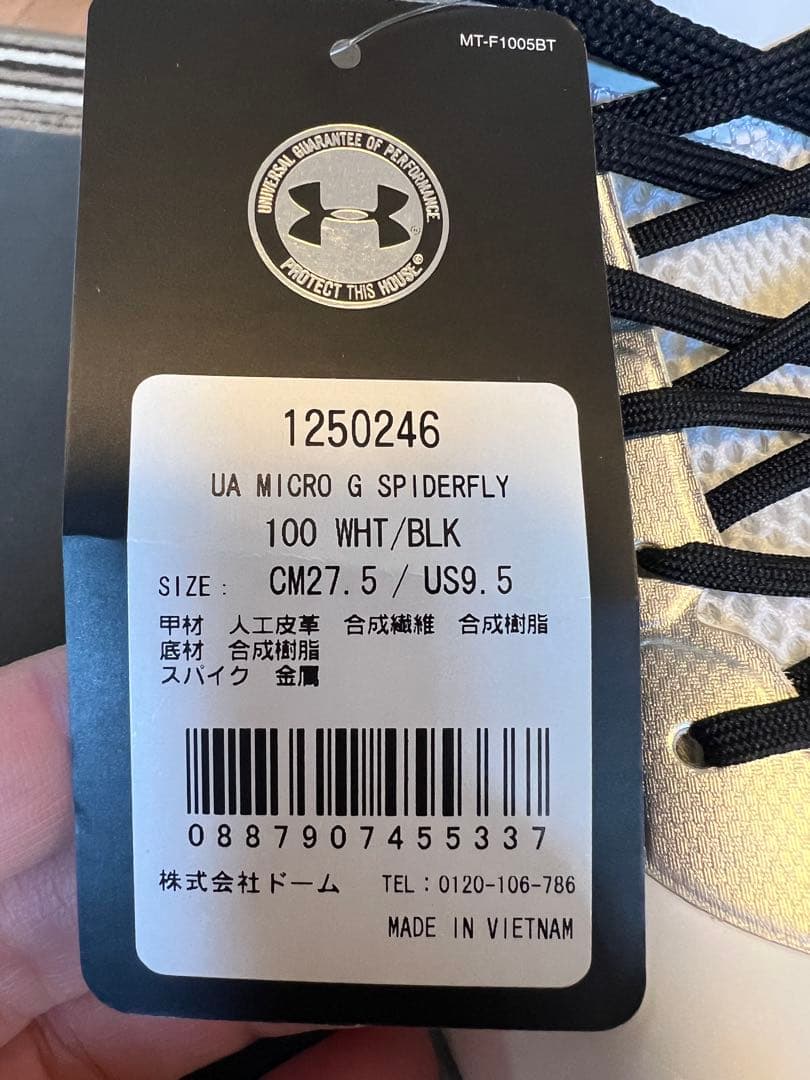 MT-F1005BT
UNIVERSAL GUARANTEE OF PERFORMANCE
PROTECT THIS HOUSE®
1250246
UA MICRO G SPIDERFLY
100 WHT/BLK
SIZE: CM27.5 / US9.5
甲材 人工皮革 合成繊維 合成樹脂
底材 合成樹脂
スパイク 金属
0887907455337
株式会社ドーム TEL:0120-106-786
MADE IN VIETNAM